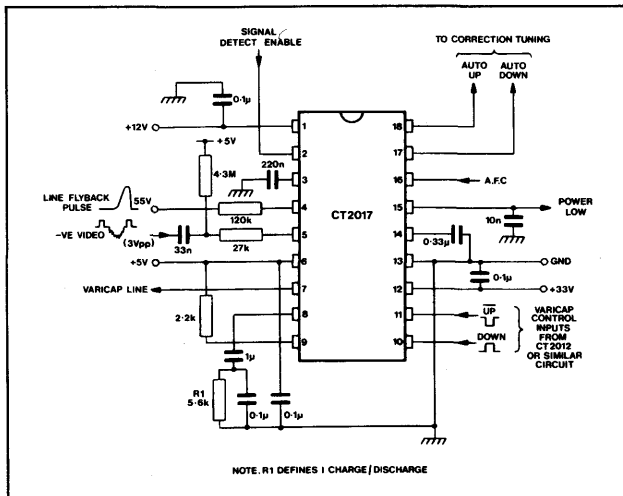 SIGNAL
DETECT ENABLE
TO CORRECTION TUNING
AUTO
UP
AUTO
DOWN
0·1μ
+12V
+5V
4·3M
220n
LINE FLYBACK
PULSE
55V
120k
-VE VIDEO
(3Vpp)
33n
27k
+5V
VARICAP LINE
2·2k
1μ
R1
5·6k
0·1μ
0·1μ
1
2
3
4
5
6
7
8
9
CT2017
18
17
16
15
14
13
12
11
10
A.F.C
POWER
LOW
10n
0·33μ
GND
0·1μ
+33V
UP
DOWN
VARICAP
CONTROL
INPUTS
FROM
CT2012
OR SIMILAR
CIRCUIT
NOTE. R1 DEFINES I CHARGE/DISCHARGE